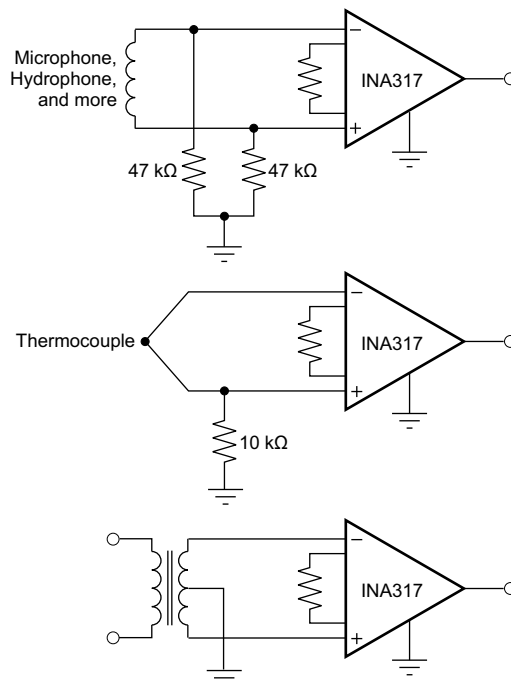 Microphone,
Hydrophone,
and more
−
INA317
+
47 kΩ
47 kΩ
Thermocouple
−
INA317
+
10 kΩ
−
INA317
+